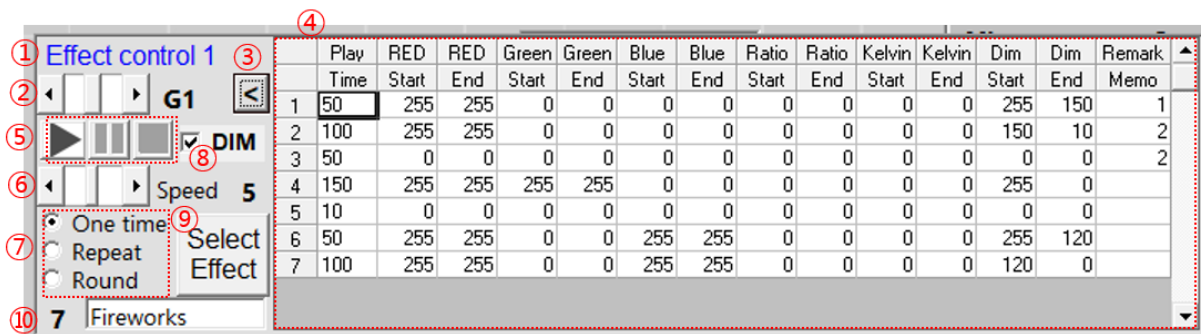 ④
① Effect control 1 ③
② G1 <
⑤ ⑧ DIM
⑥ Speed 5
⑦ One time ⑨
Repeat
Round
Select
Effect
⑩ 7 Fireworks
Play RED RED Green Green Blue Blue Ratio Ratio Kelvin Kelvin Dim Dim Remark
Time Start End Start End Start End Start End Start End Start End Memo
1 50 255 255 0 0 0 0 0 0 0 0 255 150 1
2 100 255 255 0 0 0 0 0 0 0 0 150 10 2
3 50 0 0 0 0 0 0 0 0 0 0 0 0 2
4 150 255 255 255 255 0 0 0 0 0 0 255 0
5 10 0 0 0 0 0 0 0 0 0 0 0 0
6 50 255 255 0 0 255 255 0 0 0 0 255 120
7 100 255 255 0 0 255 255 0 0 0 0 120 0